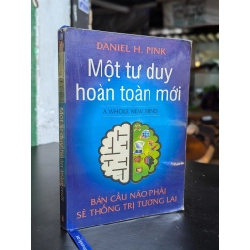 DANIEL H. PINK
Một tư duy
hoàn toàn mới
A WHOLE NEW MIND
BÁN CẦU NÃO PHẢI
SẼ THỐNG TRỊ TƯƠNG LAI